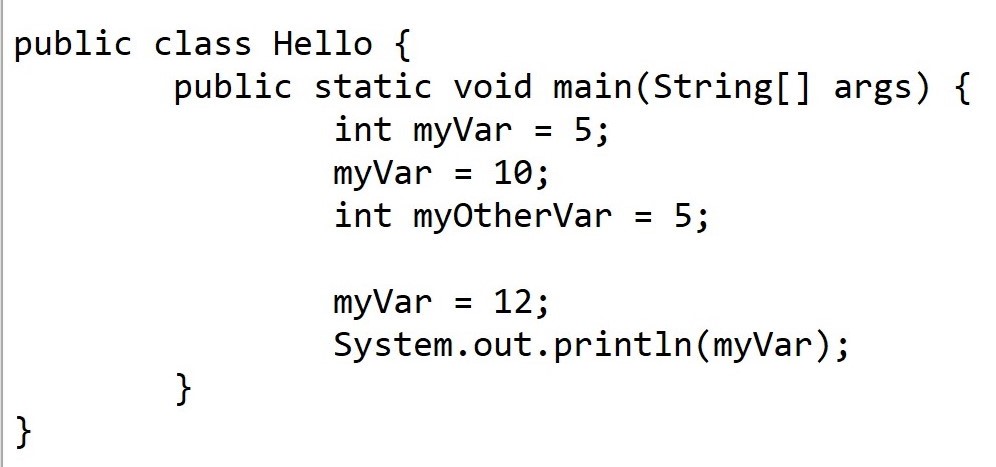 public class Hello {
public static void main(String[] args) {
int myVar = 5;
myVar = 10;
int myOtherVar = 5;
myVar = 12;
System.out.println(myVar);
}
}